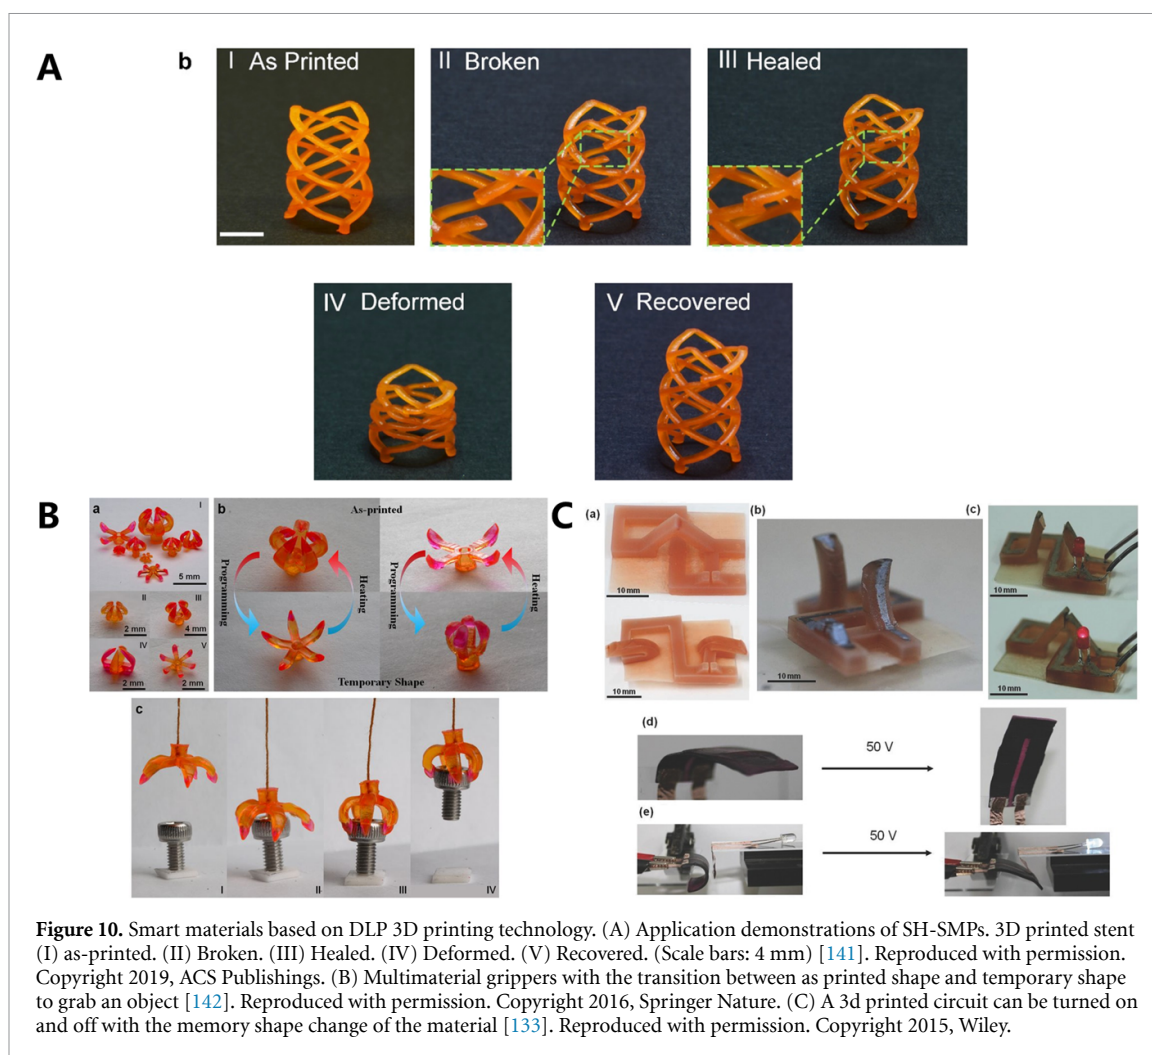 A
b
I As Printed
II Broken
III Healed
IV Deformed
V Recovered
B
a
I
5 mm
II
2 mm
III
4 mm
IV
2 mm
V
2 mm
b
As-printed
Programming
Heating
Programming
Heating
Temporary Shape
c
I
II
III
IV
C
(a)
10 mm
10 mm
(b)
10 mm
(c)
10 mm
10 mm
(d)
50 V
(e)
50 V
Figure 10. Smart materials based on DLP 3D printing technology. (A) Application demonstrations of SH-SMPs. 3D printed stent
(I) as-printed. (II) Broken. (III) Healed. (IV) Deformed. (V) Recovered. (Scale bars: 4 mm) [141]. Reproduced with permission.
Copyright 2019, ACS Publishings. (B) Multimaterial grippers with the transition between as printed shape and temporary shape
to grab an object [142]. Reproduced with permission. Copyright 2016, Springer Nature. (C) A 3d printed circuit can be turned on
and off with the memory shape change of the material [133]. Reproduced with permission. Copyright 2015, Wiley.